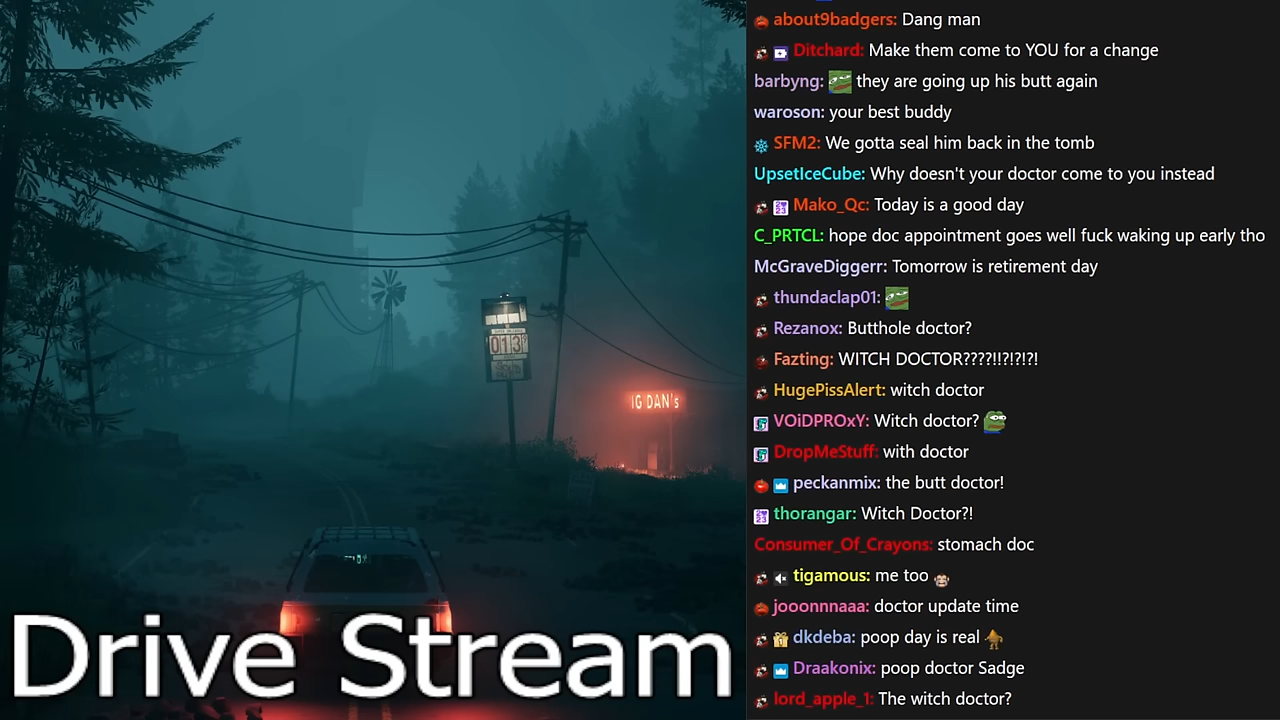 013
IG DAN's
Drive Stream
about9badgers: Dang man
Ditchard: Make them come to YOU for a change
barbyng: they are going up his butt again
waroson: your best buddy
SFM2: We gotta seal him back in the tomb
UpsetIceCube: Why doesn't your doctor come to you instead
Mako_Qc: Today is a good day
C_PRTCL: hope doc appointment goes well fuck waking up early tho
McGraveDiggerr: Tomorrow is retirement day
thundaclap01:
Rezanox: Butthole doctor?
Fazting: WITCH DOCTOR????!!?!?!?!
HugePissAlert: witch doctor
VOiDPROxY: Witch doctor?
DropMeStuff: with doctor
peckanmix: the butt doctor!
thorangar: Witch Doctor?!
Consumer_Of_Crayons: stomach doc
tigamous: me too
jooonnnaaa: doctor update time
dkdeba: poop day is real
Draakonix: poop doctor Sadge
lord_apple_1: The witch doctor?